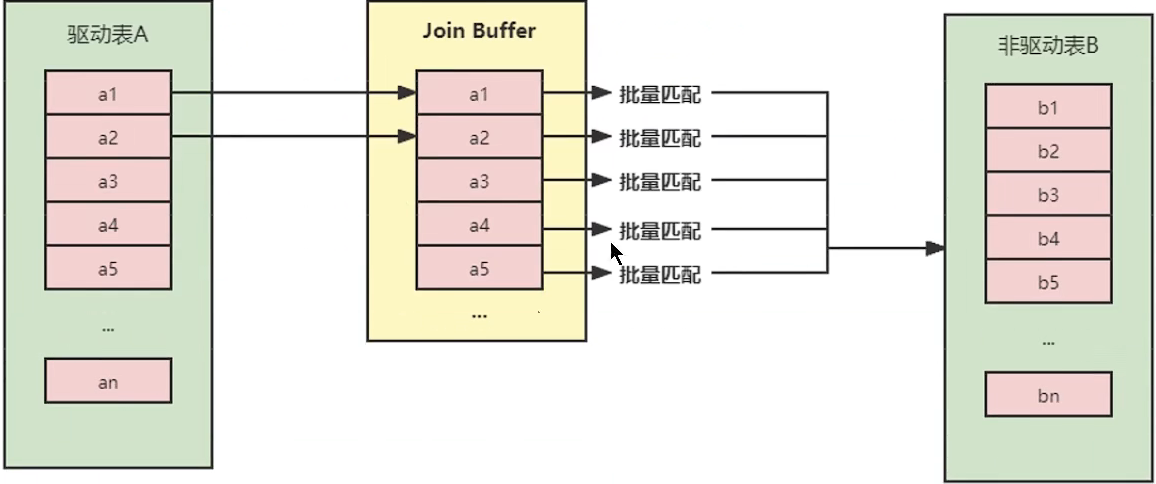 驱动表A
a1
a2
a3
a4
a5
...
an
Join Buffer
a1
a2
a3
a4
a5
...
批量匹配
批量匹配
批量匹配
批量匹配
批量匹配
非驱动表B
b1
b2
b3
b4
b5
...
bn